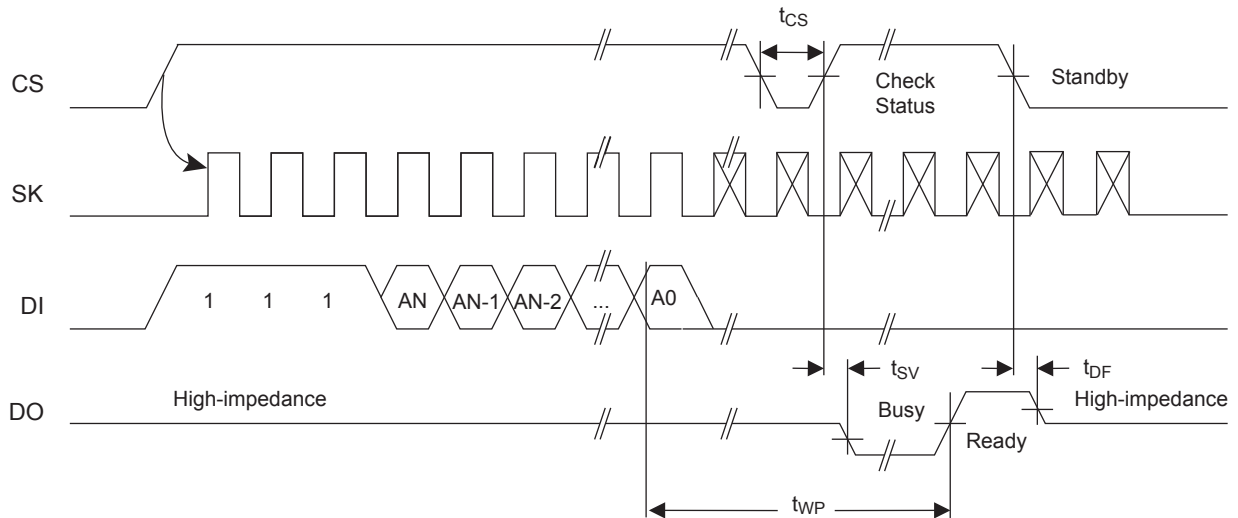 tCS
CS
Check
Status
Standby
SK
DI
1 1 1 AN AN-1 AN-2 ... A0
tSV
tDF
DO
High-impedance
Busy
Ready
High-impedance
tWP